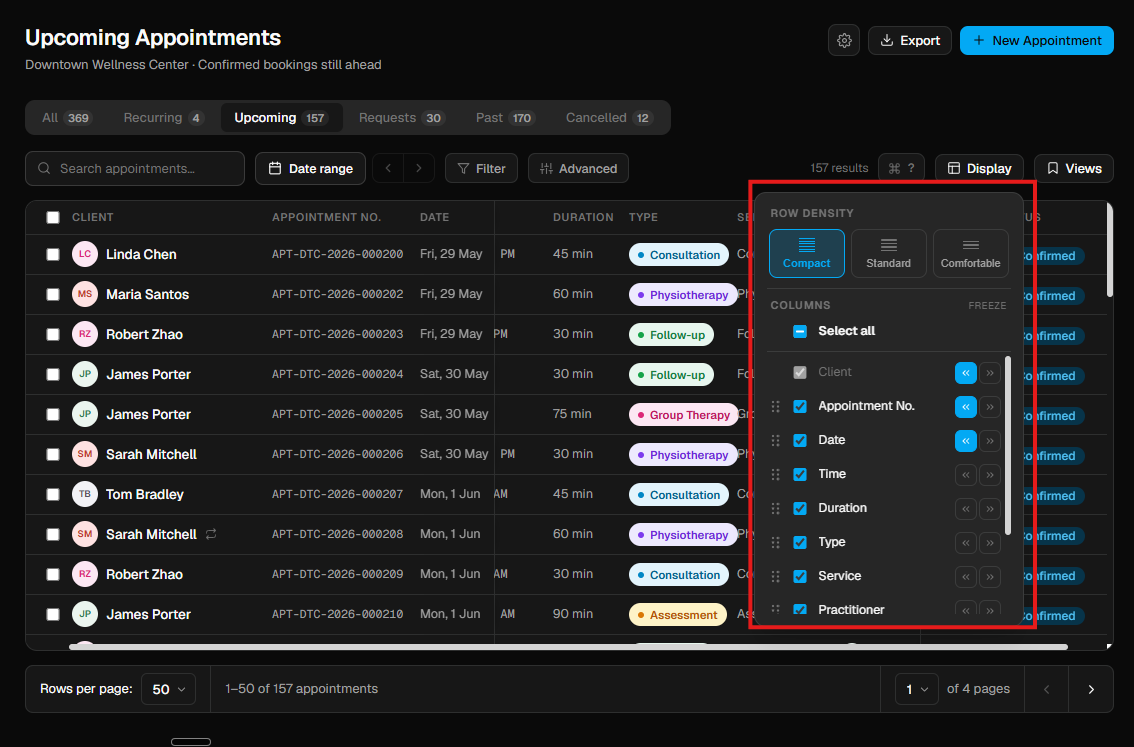 Upcoming Appointments
Downtown Wellness Center · Confirmed bookings still ahead
Export
+ New Appointment
All 369 Recurring 4 Upcoming 157 Requests 30 Past 170 Cancelled 12
Search appointments...
Date range
Filter
Advanced
157 results
⌘ ?
Display
Views
CLIENT APPOINTMENT NO. DATE DURATION TYPE
Linda Chen APT-DTC-2026-000200 Fri, 29 May PM 45 min Consultation
Maria Santos APT-DTC-2026-000202 Fri, 29 May 60 min Physiotherapy
Robert Zhao APT-DTC-2026-000203 Fri, 29 May PM 30 min Follow-up
James Porter APT-DTC-2026-000204 Sat, 30 May 30 min Follow-up
James Porter APT-DTC-2026-000205 Sat, 30 May 75 min Group Therapy
Sarah Mitchell APT-DTC-2026-000206 Sat, 30 May PM 30 min Physiotherapy
Tom Bradley APT-DTC-2026-000207 Mon, 1 Jun AM 45 min Consultation
Sarah Mitchell APT-DTC-2026-000208 Mon, 1 Jun 60 min Physiotherapy
Robert Zhao APT-DTC-2026-000209 Mon, 1 Jun AM 30 min Consultation
James Porter APT-DTC-2026-000210 Mon, 1 Jun AM 90 min Assessment
ROW DENSITY
Compact Standard Comfortable
COLUMNS FREEZE
Select all
Client « »
Appointment No. « »
Date « »
Time « »
Duration « »
Type « »
Service « »
Practitioner « »
Rows per page: 50 1–50 of 157 appointments 1 of 4 pages